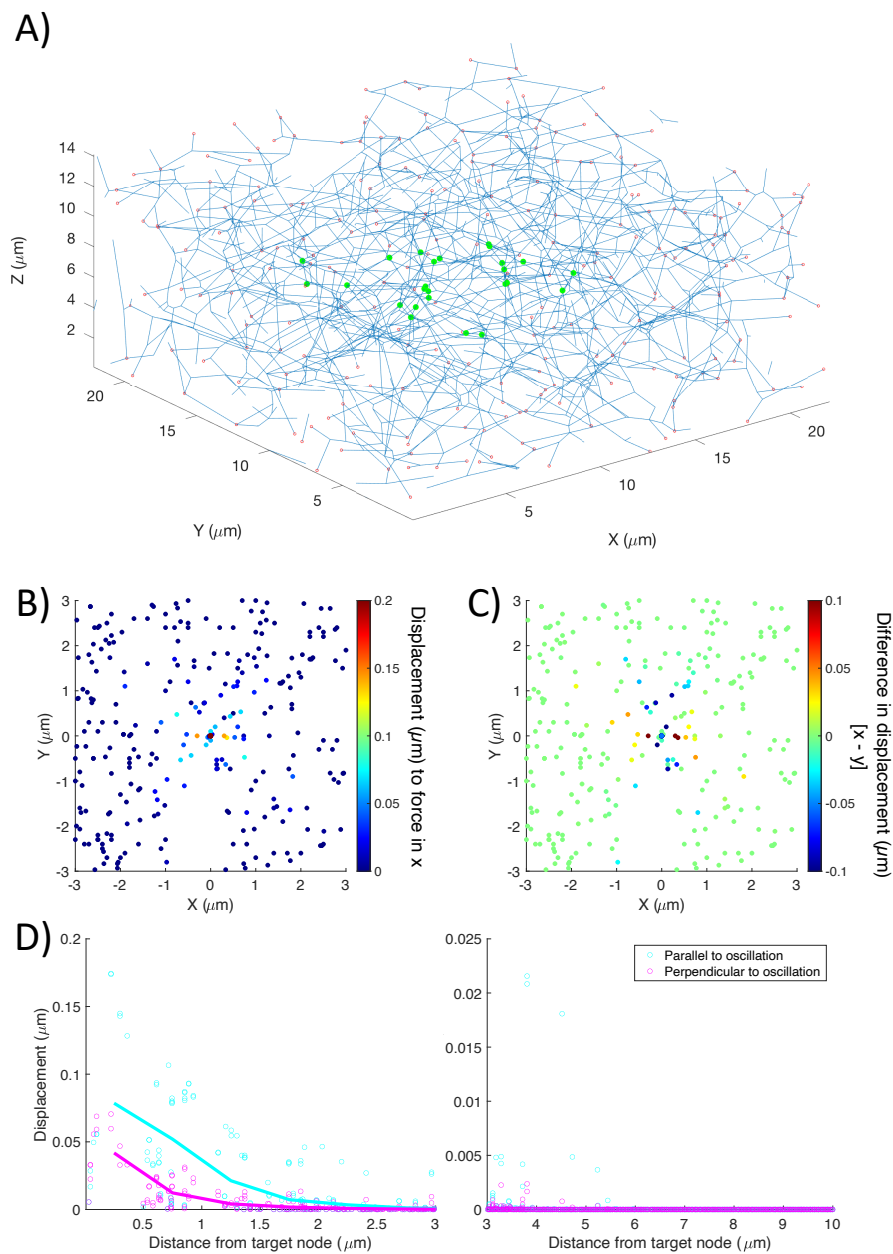 A)
14
12
10
8
6
4
2
Z (μm)
20
15
10
5
Y (μm)
5
10
15
20
X (μm)
B)
3
2
1
0
-1
-2
-3
Y (μm)
-3 -2 -1 0 1 2 3
X (μm)
0.2
0.15
0.1
0.05
0
Displacement (μm) to force in x
C)
3
2
1
0
-1
-2
-3
Y (μm)
-3 -2 -1 0 1 2 3
X (μm)
0.1
0.05
0
-0.05
-0.1
Difference in displacement (μm)
[x - y]
D)
0.2
0.15
0.1
0.05
0
Displacement (μm)
0.5 1 1.5 2 2.5 3
Distance from target node (μm)
0.025
0.02
0.015
0.01
0.005
0
Parallel to oscillation
Perpendicular to oscillation
3 4 5 6 7 8 9 10
Distance from target node (μm)